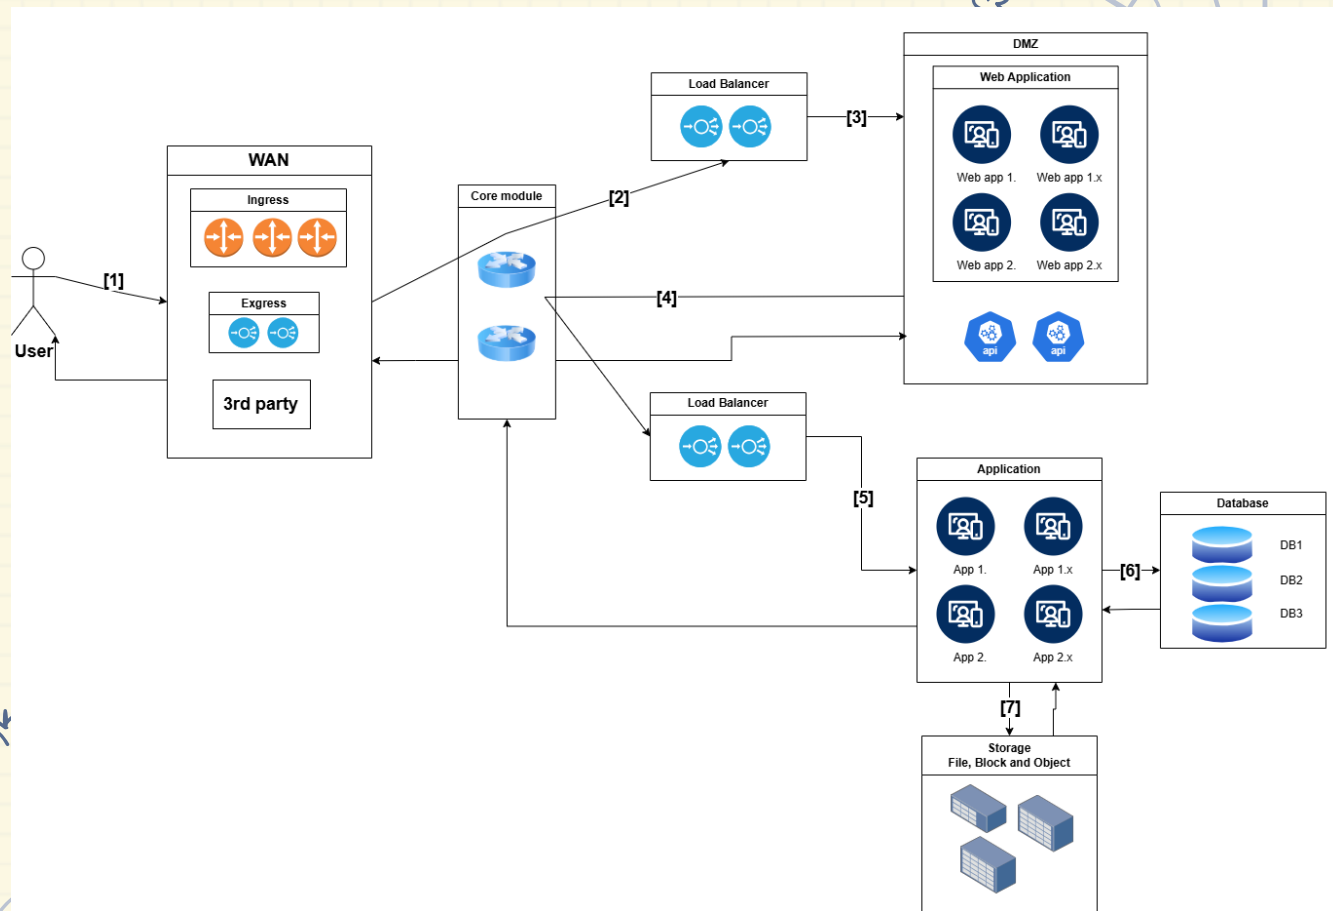 DMZ
Web Application
Web app 1.
Web app 1.x
Web app 2.
Web app 2.x
api
api
Load Balancer
[3]
WAN
Ingress
Exgress
3rd party
Core module
[2]
[1]
User
[4]
Load Balancer
[5]
Application
App 1.
App 1.x
App 2.
App 2.x
[6]
Database
DB1
DB2
DB3
[7]
Storage
File, Block and Object